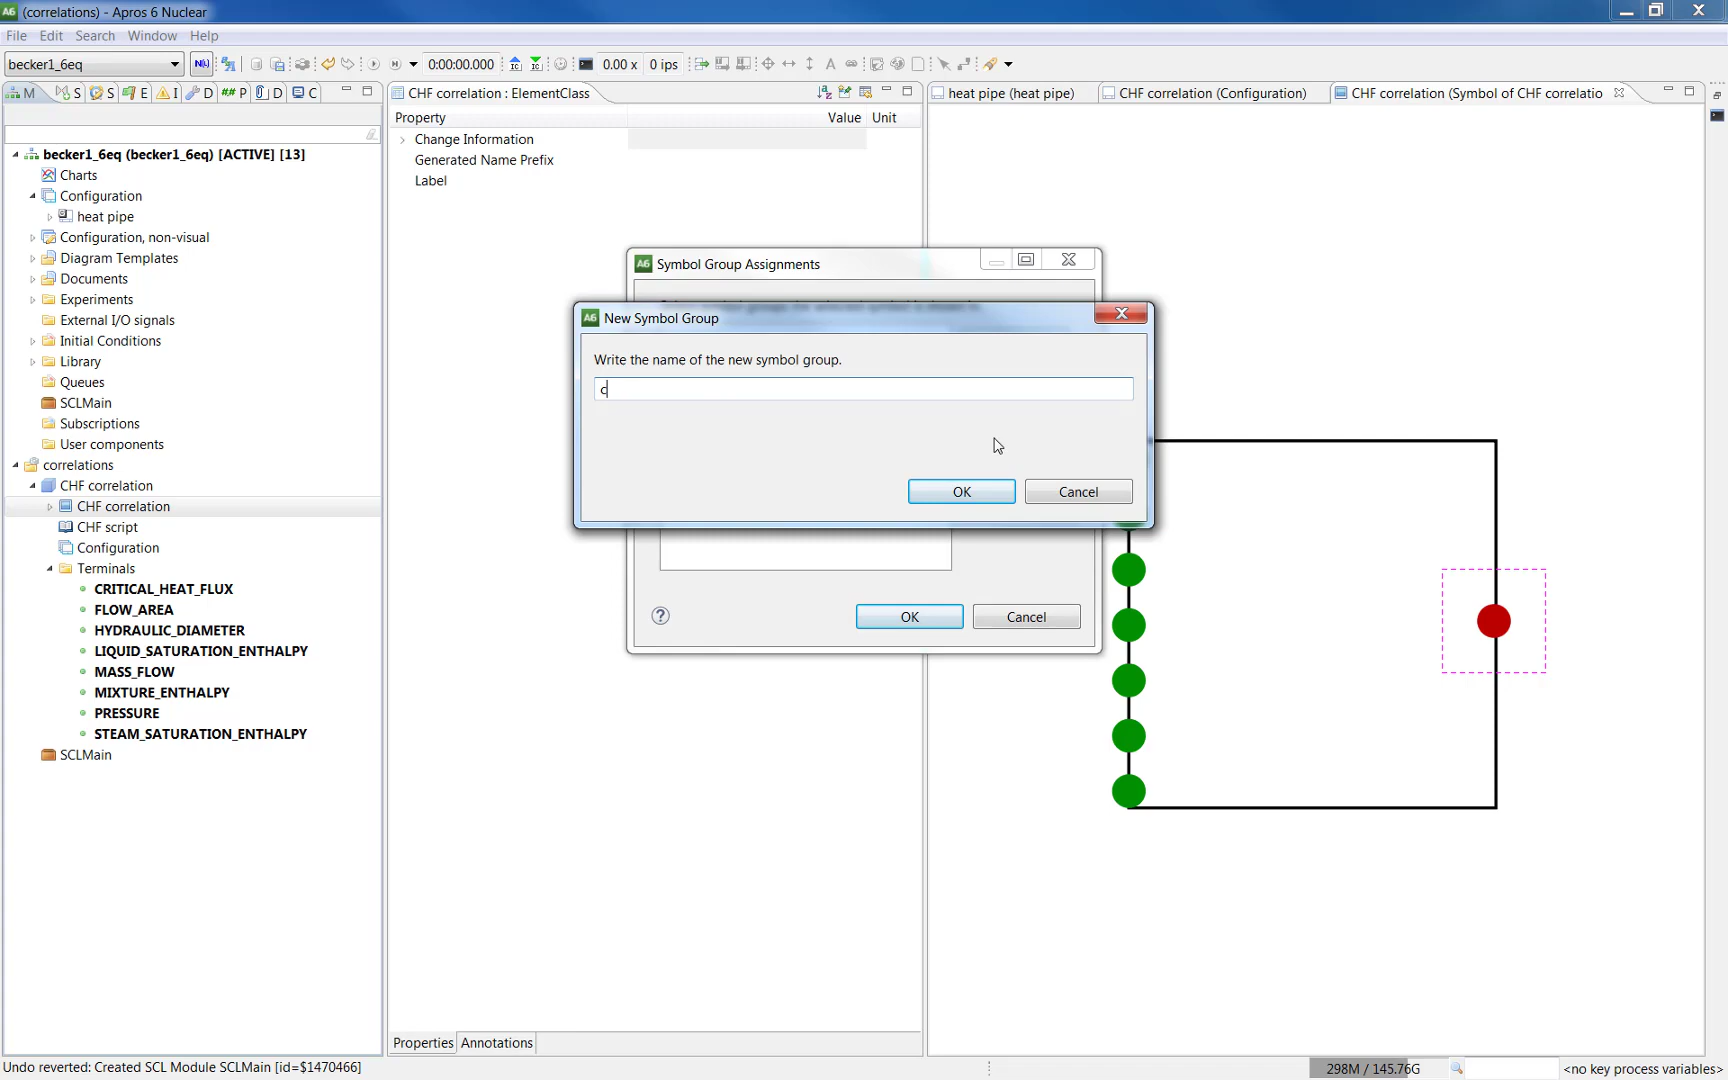 (correlations) - Apros 6 Nuclear
File Edit Search Window Help
becker1_6eq 0:00:00.000 0.00 x 0 ips
M S S E I D P D C
CHF correlation : ElementClass
heat pipe (heat pipe) CHF correlation (Configuration) CHF correlation (Symbol of CHF correlatio
Property Value Unit
Change Information
Generated Name Prefix
Label
becker1_6eq (becker1_6eq) [ACTIVE] [13]
Charts
Configuration
heat pipe
Configuration, non-visual
Diagram Templates
Documents
Experiments
External I/O signals
Initial Conditions
Library
Queues
SCLMain
Subscriptions
User components
correlations
CHF correlation
CHF correlation
CHF script
Configuration
Terminals
CRITICAL_HEAT_FLUX
FLOW_AREA
HYDRAULIC_DIAMETER
LIQUID_SATURATION_ENTHALPY
MASS_FLOW
MIXTURE_ENTHALPY
PRESSURE
STEAM_SATURATION_ENTHALPY
SCLMain
Symbol Group Assignments
New Symbol Group
Write the name of the new symbol group.
c
OK Cancel
OK Cancel
Properties Annotations
Undo reverted: Created SCL Module SCLMain [id=$1470466]
298M / 145.76G
<no key process variables>